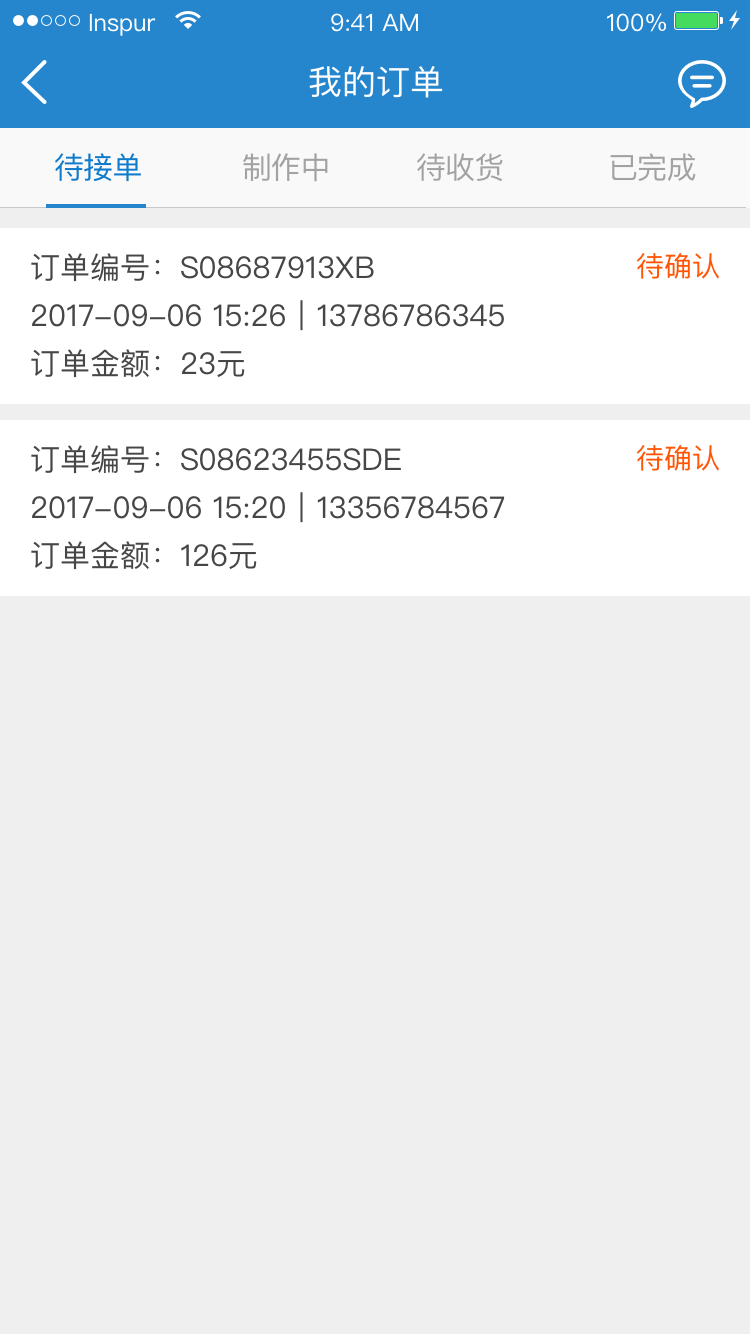 Inspur 9:41 AM 100%
我的订单
待接单 制作中 待收货 已完成
订单编号：S08687913XB 待确认
2017-09-06 15:26 | 13786786345
订单金额：23元
订单编号：S08623455SDE 待确认
2017-09-06 15:20 | 13356784567
订单金额：126元